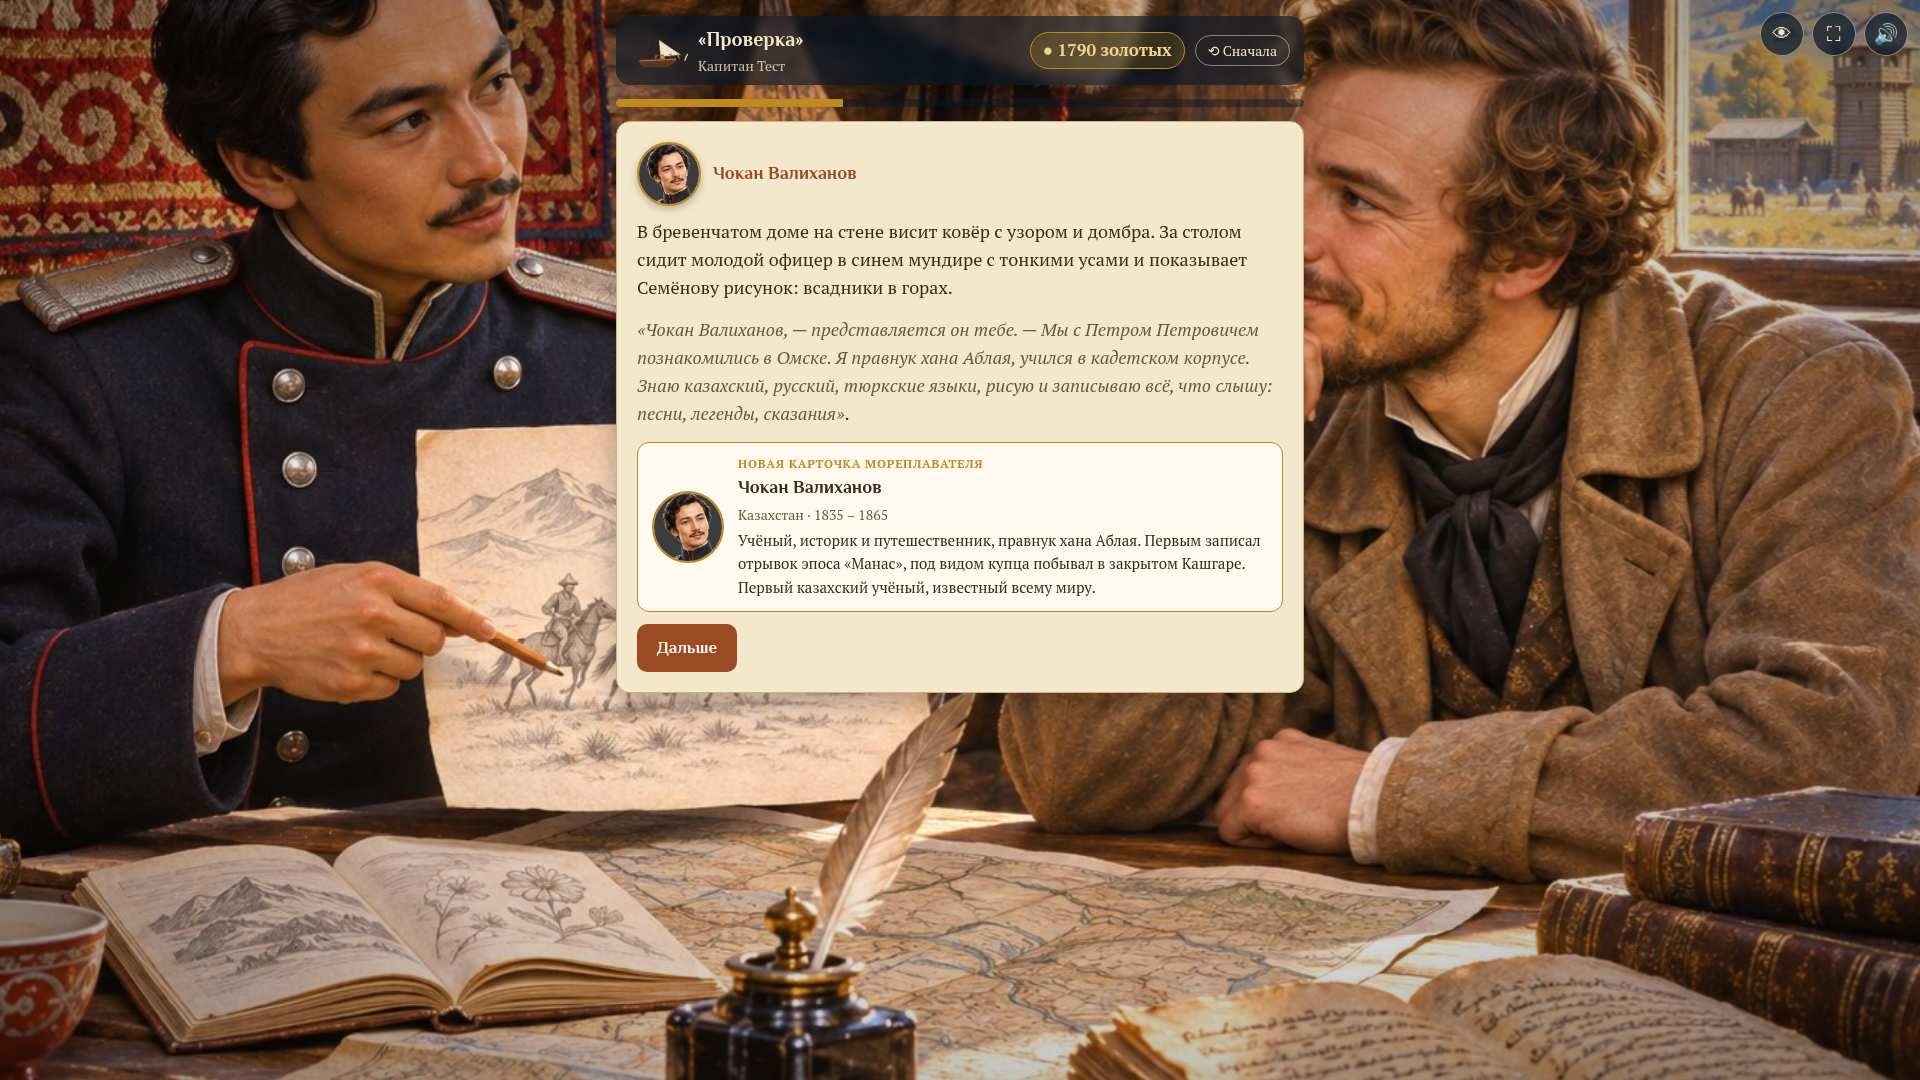 «Проверка»
Капитан Тест
● 1790 золотых
⟲ Сначала
Чокан Валиханов
В бревенчатом доме на стене висит ковёр с узором и домбра. За столом
сидит молодой офицер в синем мундире с тонкими усами и показывает
Семёнову рисунок: всадники в горах.
«Чокан Валиханов, — представляется он тебе. — Мы с Петром Петровичем
познакомились в Омске. Я правнук хана Аблая, учился в кадетском корпусе.
Знаю казахский, русский, тюркские языки, рисую и записываю всё, что слышу:
песни, легенды, сказания».
НОВАЯ КАРТОЧКА МОРЕПЛАВАТЕЛЯ
Чокан Валиханов
Казахстан · 1835 – 1865
Учёный, историк и путешественник, правнук хана Аблая. Первым записал
отрывок эпоса «Манас», под видом купца побывал в закрытом Кашгаре.
Первый казахский учёный, известный всему миру.
Дальше